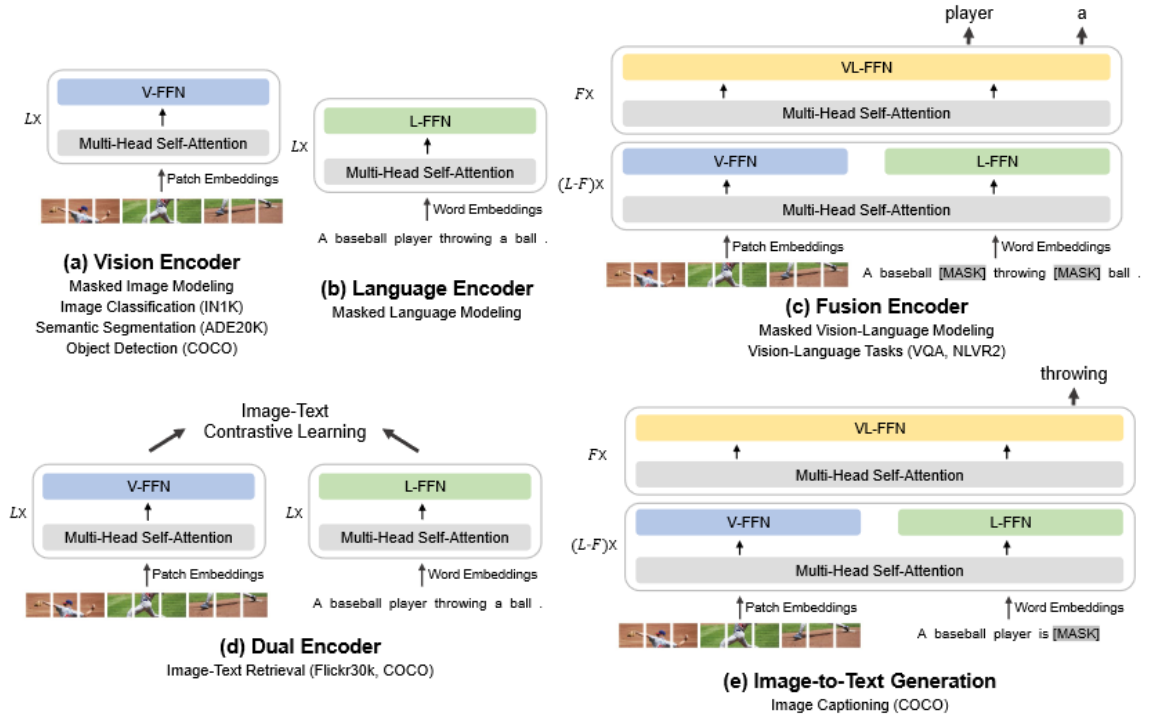 V-FFN
Multi-Head Self-Attention
L×
Patch Embeddings
(a) Vision Encoder
Masked Image Modeling
Image Classification (IN1K)
Semantic Segmentation (ADE20K)
Object Detection (COCO)
L-FFN
Multi-Head Self-Attention
L×
Word Embeddings
A baseball player throwing a ball .
(b) Language Encoder
Masked Language Modeling
player a
VL-FFN
F×
Multi-Head Self-Attention
V-FFN L-FFN
(L-F)×
Multi-Head Self-Attention
Patch Embeddings Word Embeddings
A baseball [MASK] throwing [MASK] ball .
(c) Fusion Encoder
Masked Vision-Language Modeling
Vision-Language Tasks (VQA, NLVR2)
Image-Text
Contrastive Learning
V-FFN L-FFN
L× L×
Multi-Head Self-Attention Multi-Head Self-Attention
Patch Embeddings Word Embeddings
A baseball player throwing a ball .
(d) Dual Encoder
Image-Text Retrieval (Flickr30k, COCO)
throwing
VL-FFN
F×
Multi-Head Self-Attention
V-FFN L-FFN
(L-F)×
Multi-Head Self-Attention
Patch Embeddings Word Embeddings
A baseball player is [MASK]
(e) Image-to-Text Generation
Image Captioning (COCO)